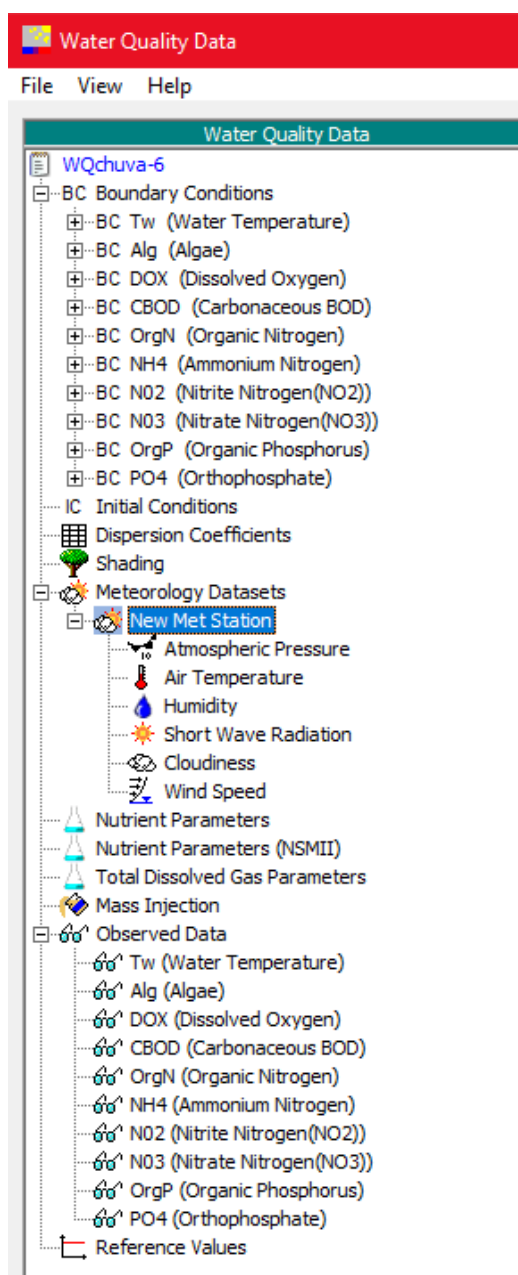 Water Quality Data
File View Help
Water Quality Data
WQchuva-6
BC Boundary Conditions
BC Tw (Water Temperature)
BC Alg (Algae)
BC DOX (Dissolved Oxygen)
BC CBOD (Carbonaceous BOD)
BC OrgN (Organic Nitrogen)
BC NH4 (Ammonium Nitrogen)
BC N02 (Nitrite Nitrogen(NO2))
BC N03 (Nitrate Nitrogen(NO3))
BC OrgP (Organic Phosphorus)
BC PO4 (Orthophosphate)
IC Initial Conditions
Dispersion Coefficients
Shading
Meteorology Datasets
New Met Station
10 Atmospheric Pressure
Air Temperature
Humidity
Short Wave Radiation
Cloudiness
Wind Speed
Nutrient Parameters
Nutrient Parameters (NSMII)
Total Dissolved Gas Parameters
Mass Injection
Observed Data
Tw (Water Temperature)
Alg (Algae)
DOX (Dissolved Oxygen)
CBOD (Carbonaceous BOD)
OrgN (Organic Nitrogen)
NH4 (Ammonium Nitrogen)
N02 (Nitrite Nitrogen(NO2))
N03 (Nitrate Nitrogen(NO3))
OrgP (Organic Phosphorus)
PO4 (Orthophosphate)
Reference Values